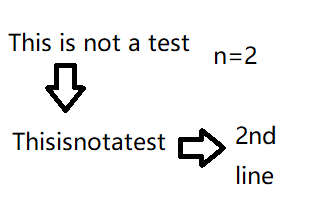 This is not a test
n=2
Thisisnotatest
2nd
line